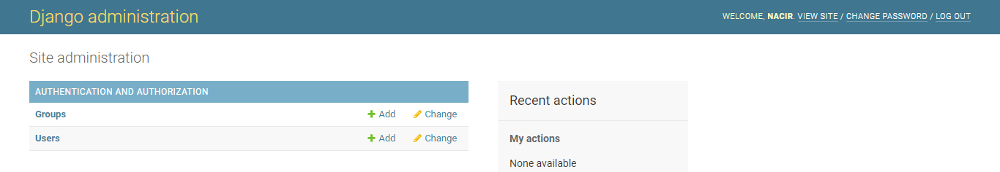 Django administration
WELCOME, NACIR. VIEW SITE / CHANGE PASSWORD / LOG OUT
Site administration
AUTHENTICATION AND AUTHORIZATION
Groups Add Change
Users Add Change
Recent actions
My actions
None available